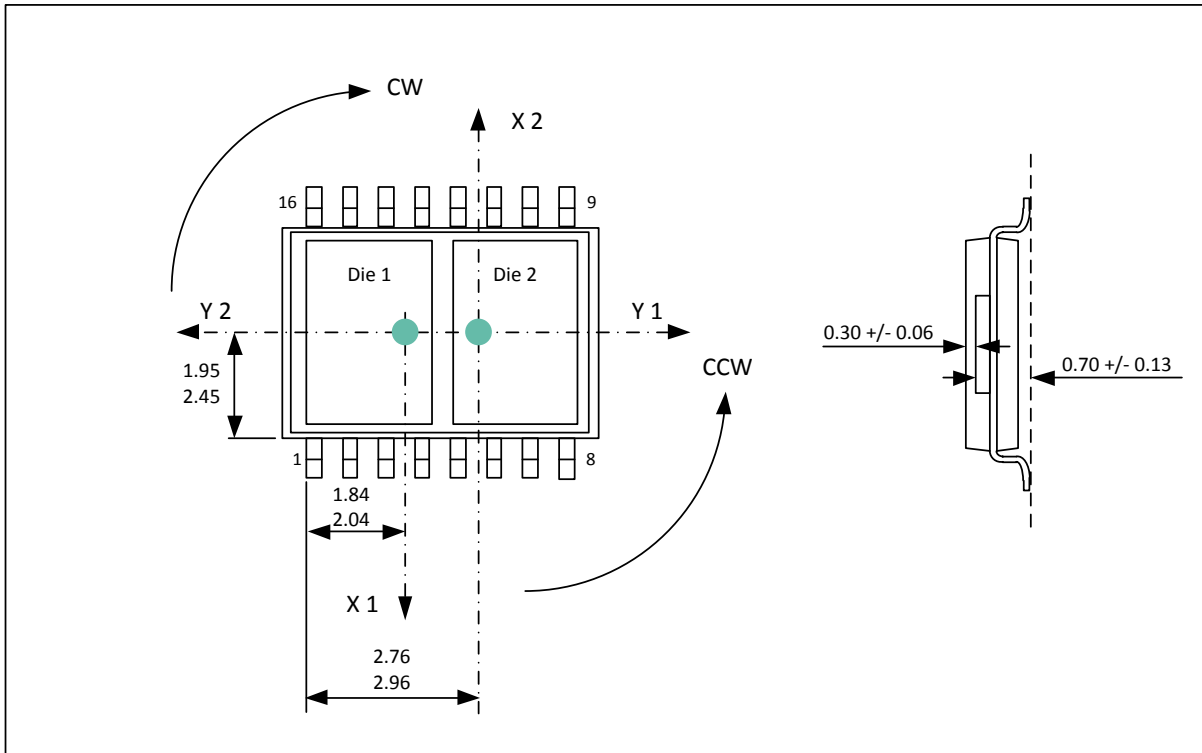 CW
X 2
16
9
Die 1
Die 2
Y 2
Y 1
0.30 +/- 0.06
1.95
2.45
CCW
0.70 +/- 0.13
1
8
1.84
2.04
X 1
2.76
2.96